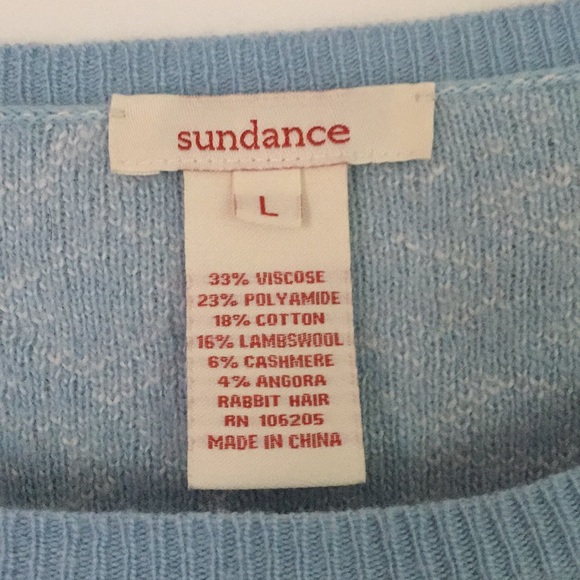 sundance
L
33% VISCOSE
23% POLYAMIDE
18% COTTON
16% LAMBSWOOL
6% CASHMERE
4% ANGORA
RABBIT HAIR
RN 106205
MADE IN CHINA